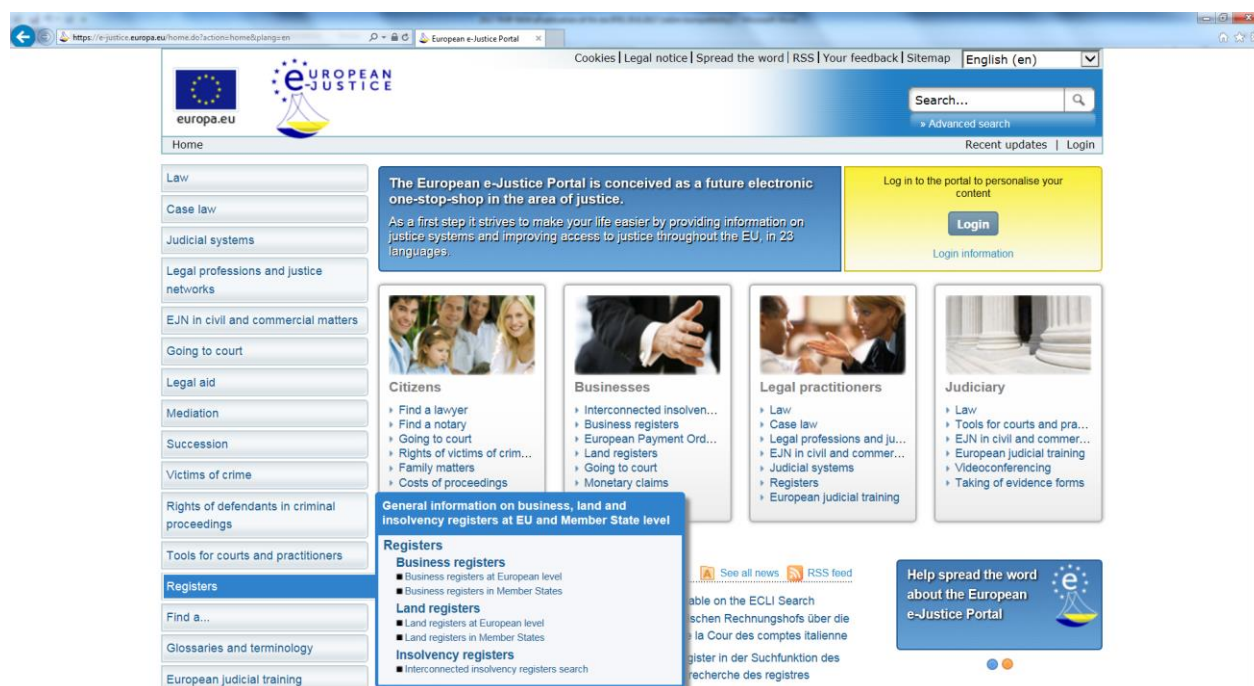 https://e-justice.europa.eu/home.do?action=home&plang=en
European e-Justice Portal
Cookies | Legal notice | Spread the word | RSS | Your feedback | Sitemap
English (en)
europa.eu
EUROPEAN
e-JUSTICE
Search...
» Advanced search
Home
Recent updates | Login
Law
Case law
Judicial systems
Legal professions and justice
networks
EJN in civil and commercial matters
Going to court
Legal aid
Mediation
Succession
Victims of crime
Rights of defendants in criminal
proceedings
Tools for courts and practitioners
Registers
Find a...
Glossaries and terminology
European judicial training
The European e-Justice Portal is conceived as a future electronic
one-stop-shop in the area of justice.
As a first step it strives to make your life easier by providing information on
justice systems and improving access to justice throughout the EU, in 23
languages.
Log in to the portal to personalise your
content
Login
Login information
Citizens
Find a lawyer
Find a notary
Going to court
Rights of victims of crim...
Family matters
Costs of proceedings
Businesses
Interconnected insolven...
Business registers
European Payment Ord...
Land registers
Going to court
Monetary claims
Legal practitioners
Law
Case law
Legal professions and ju...
EJN in civil and commer...
Judicial systems
Registers
European judicial training
Judiciary
Law
Tools for courts and pra...
EJN in civil and commer...
European judicial training
Videoconferencing
Taking of evidence forms
General information on business, land and
insolvency registers at EU and Member State level
Registers
Business registers
Business registers at European level
Business registers in Member States
Land registers
Land registers at European level
Land registers in Member States
Insolvency registers
Interconnected insolvency registers search
See all news
RSS feed
able on the ECLI Search
schen Rechnungshofs über die
la Cour des comptes italienne
gister in der Suchfunktion des
recherche des registres
Help spread the word
about the European
e-Justice Portal